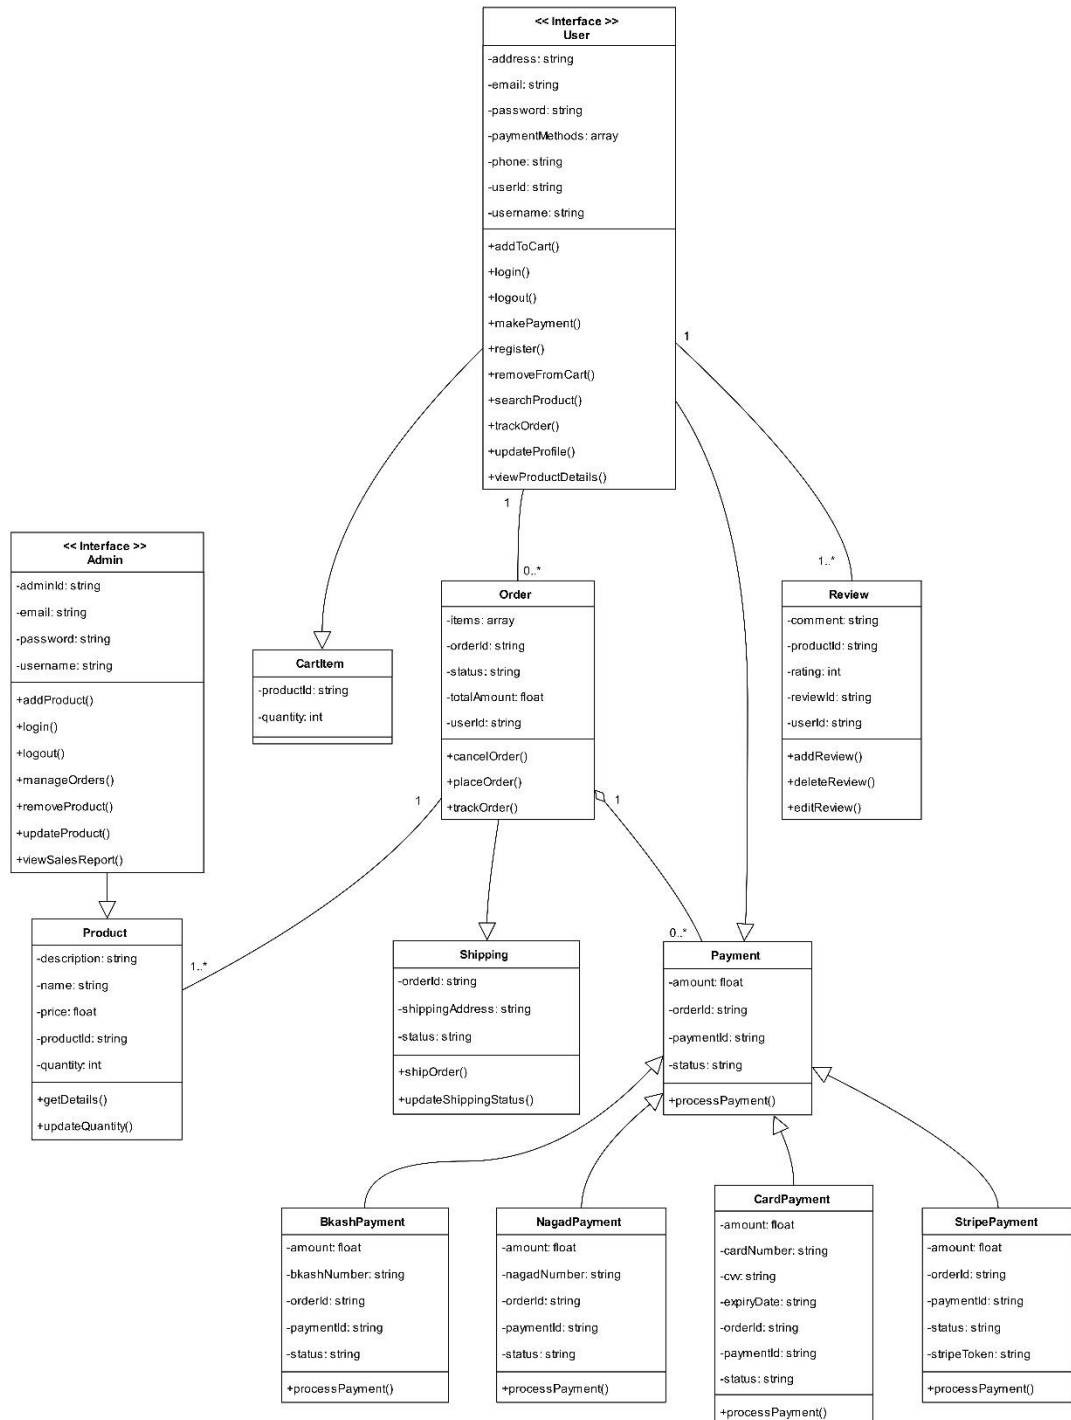 << Interface >>
User
-address: string
-email: string
-password: string
-paymentMethods: array
-phone: string
-userId: string
-username: string
+addToCart()
+login()
+logout()
+makePayment()
+register()
+removeFromCart()
+searchProduct()
+trackOrder()
+updateProfile()
+viewProductDetails()
1
1
0..*
1..*
<< Interface >>
Admin
-adminId: string
-email: string
-password: string
-username: string
+addProduct()
+login()
+logout()
+manageOrders()
+removeProduct()
+updateProduct()
+viewSalesReport()
CartItem
-productId: string
-quantity: int
Order
-items: array
-orderId: string
-status: string
-totalAmount: float
-userId: string
+cancelOrder()
+placeOrder()
+trackOrder()
Review
-comment: string
-productId: string
-rating: int
-reviewId: string
-userId: string
+addReview()
+deleteReview()
+editReview()
1
1
1..*
0..*
Product
-description: string
-name: string
-price: float
-productId: string
-quantity: int
+getDetails()
+updateQuantity()
Shipping
-orderId: string
-shippingAddress: string
-status: string
+shipOrder()
+updateShippingStatus()
Payment
-amount: float
-orderId: string
-paymentId: string
-status: string
+processPayment()
BkashPayment
-amount: float
-bkashNumber: string
-orderId: string
-paymentId: string
-status: string
+processPayment()
NagadPayment
-amount: float
-nagadNumber: string
-orderId: string
-paymentId: string
-status: string
+processPayment()
CardPayment
-amount: float
-cardNumber: string
-cvv: string
-expiryDate: string
-orderId: string
-paymentId: string
-status: string
+processPayment()
StripePayment
-amount: float
-orderId: string
-paymentId: string
-status: string
-stripeToken: string
+processPayment()